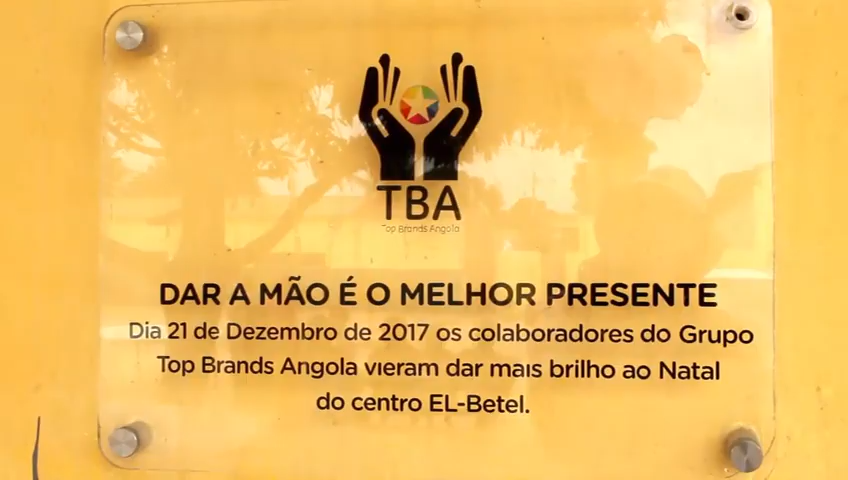 TBA
Top Brands Angola
DAR A MÃO É O MELHOR PRESENTE
Dia 21 de Dezembro de 2017 os colaboradores do Grupo
Top Brands Angola vieram dar mais brilho ao Natal
do centro EL-Betel.